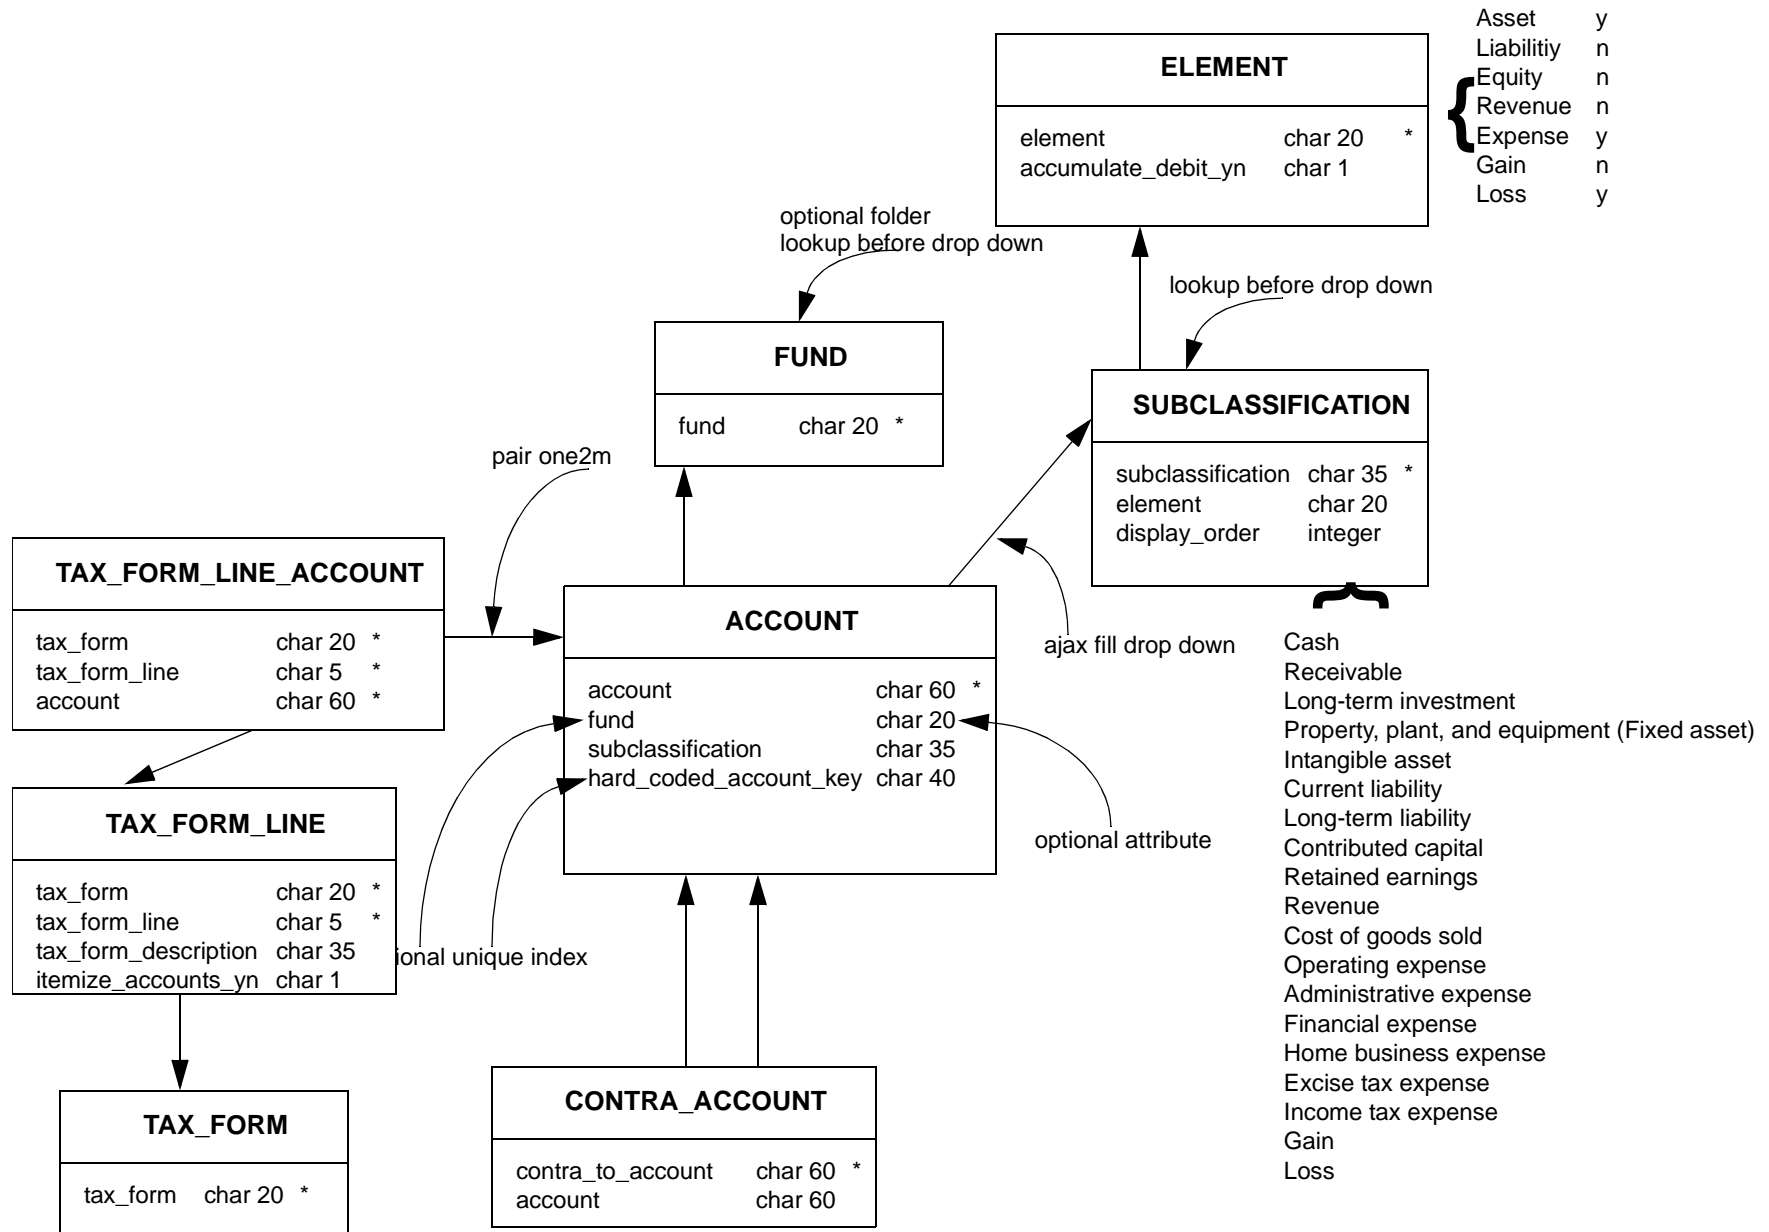 Asset y
Liabilitiy n
Equity n
Revenue n
Expense y
Gain n
Loss y
ELEMENT
element char 20 *
accumulate_debit_yn char 1
optional folder
lookup before drop down
lookup before drop down
FUND
fund char 20 *
SUBCLASSIFICATION
subclassification char 35 *
element char 20
display_order integer
pair one2m
TAX_FORM_LINE_ACCOUNT
tax_form char 20 *
tax_form_line char 5 *
account char 60 *
ACCOUNT
account char 60 *
fund char 20
subclassification char 35
hard_coded_account_key char 40
ajax fill drop down
optional attribute
Cash
Receivable
Long-term investment
Property, plant, and equipment (Fixed asset)
Intangible asset
Current liability
Long-term liability
Contributed capital
Retained earnings
Revenue
Cost of goods sold
Operating expense
Administrative expense
Financial expense
Home business expense
Excise tax expense
Income tax expense
Gain
Loss
TAX_FORM_LINE
tax_form char 20 *
tax_form_line char 5 *
tax_form_description char 35
itemize_accounts_yn char 1
ional unique index
TAX_FORM
tax_form char 20 *
CONTRA_ACCOUNT
contra_to_account char 60 *
account char 60